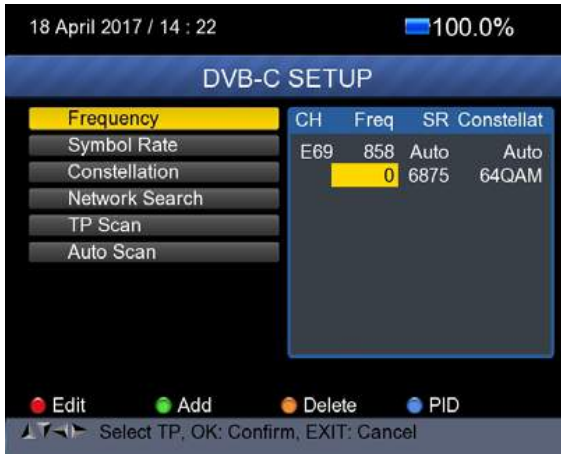 18 April 2017 / 14 : 22 100.0%
DVB-C SETUP
Frequency
Symbol Rate
Constellation
Network Search
TP Scan
Auto Scan
CH Freq SR Constellat
E69 858 Auto Auto
0 6875 64QAM
Edit Add Delete PID
Select TP, OK: Confirm, EXIT: Cancel